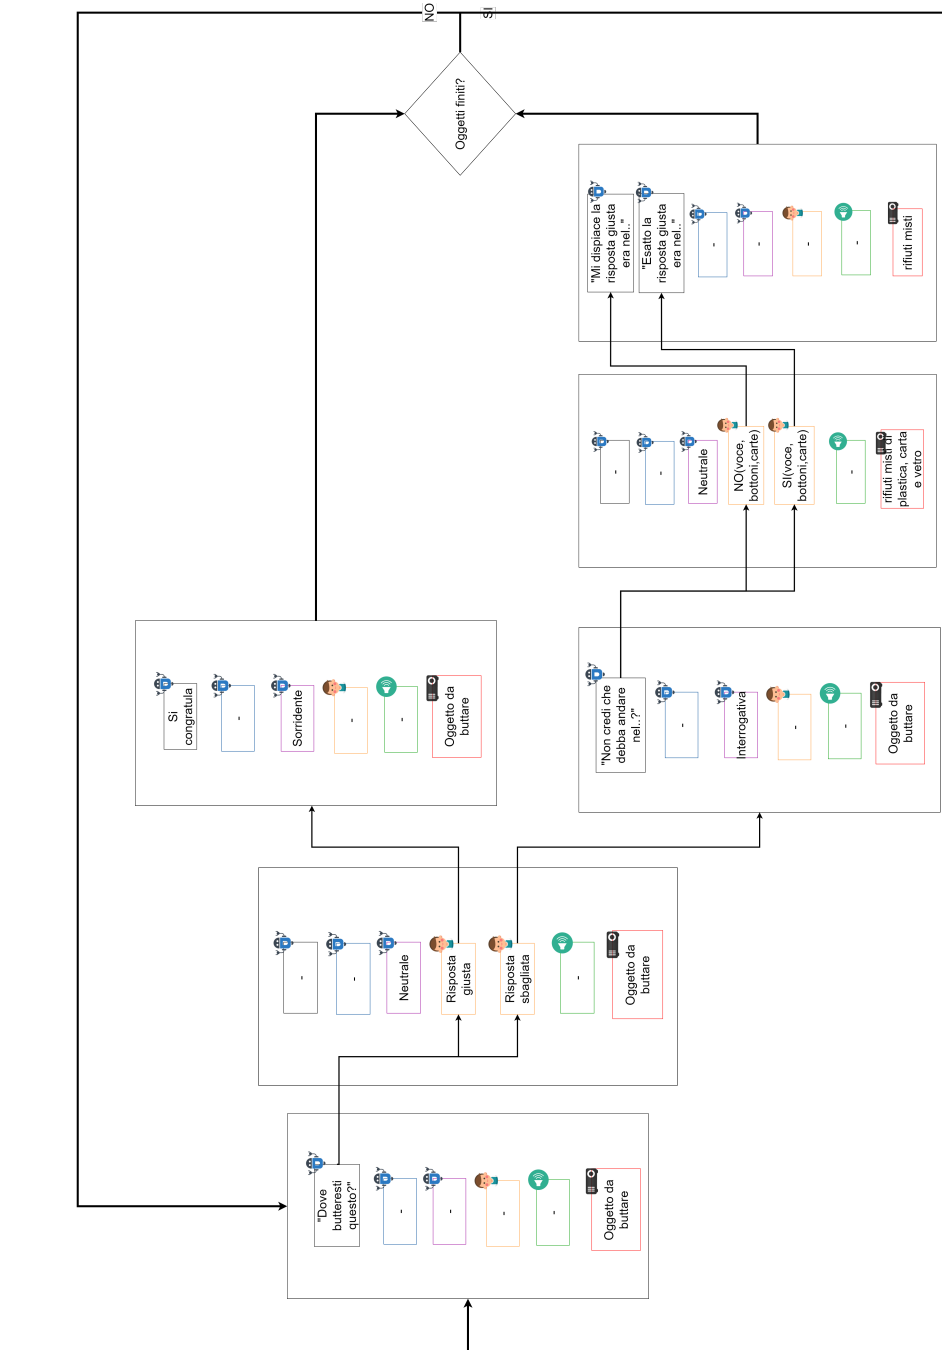 NO
SI
Oggetti finiti?
"Mi dispiace la
risposta giusta
era nel.."
"Esatto la
risposta giusta
era nel.."
-
-
-
-
rifiuti misti
-
-
Neutrale
NO(voce,
bottoni,carte)
SI(voce,
bottoni,carte)
-
rifiuti misti di
plastica, carta
e vetro
Si
congratula
-
Sorridente
-
-
Oggetto da
buttare
"Non credi che
debba andare
nel..?"
-
Interrogativa
-
-
Oggetto da
buttare
-
-
Neutrale
Risposta
giusta
Risposta
sbagliata
-
Oggetto da
buttare
"Dove
butteresti
questo?"
-
-
-
-
Oggetto da
buttare